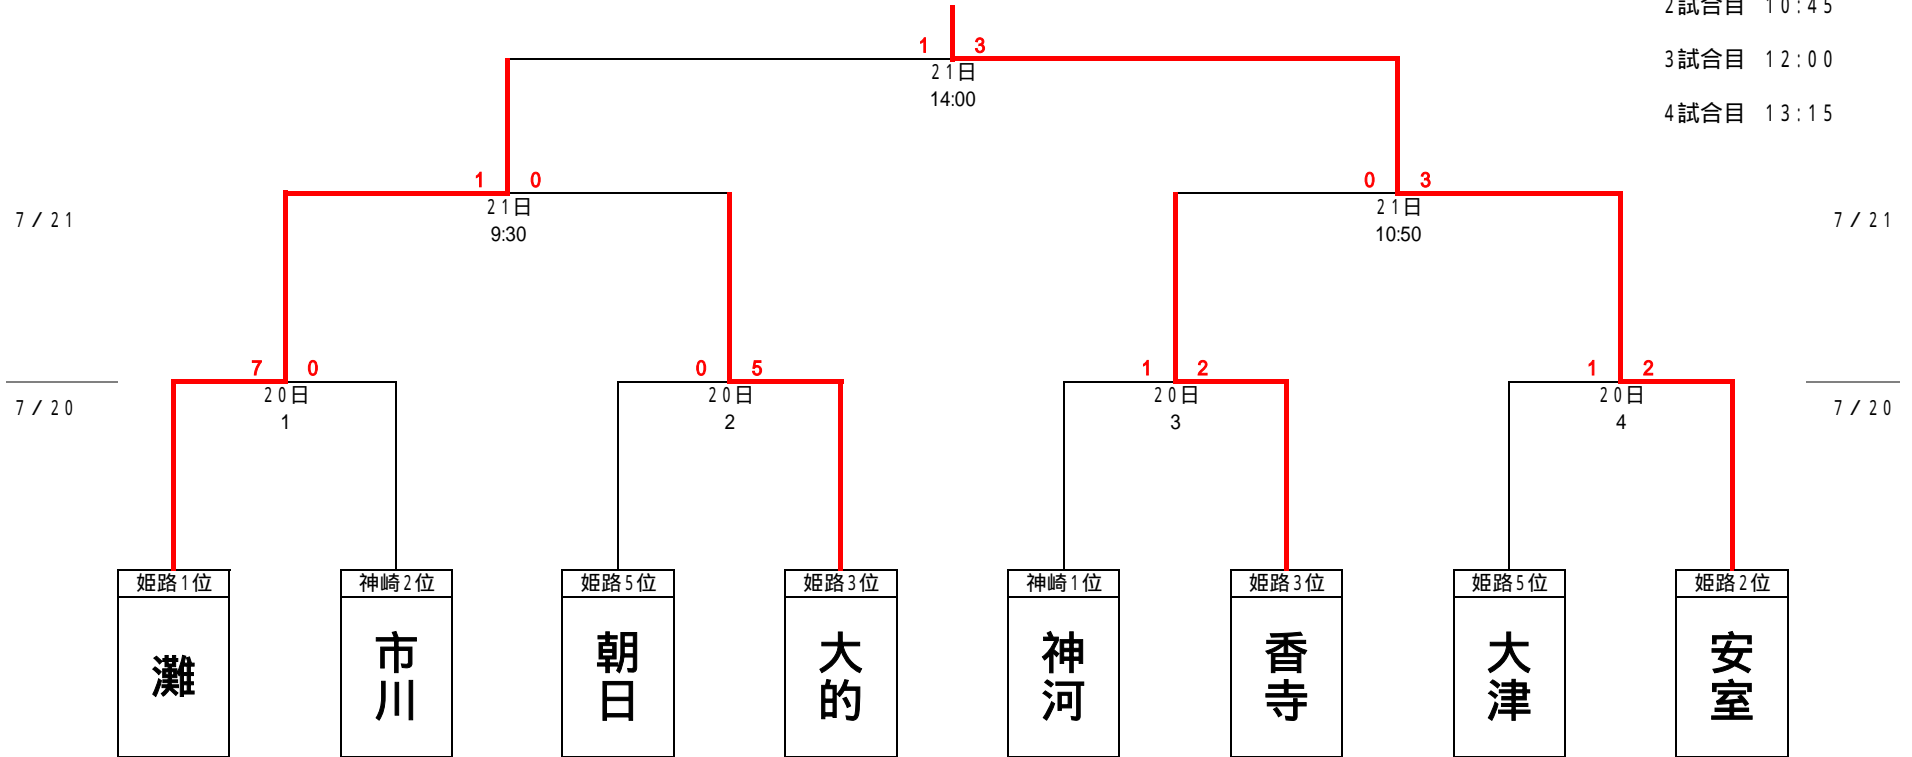 2試合目 10:45
1 3
21日
14:00
3試合目 12:00
4試合目 13:15
1 0
21日
9:30
0 3
21日
10:50
7/21
7/21
7 0
20日
1
0 5
20日
2
1 2
20日
3
1 2
20日
4
7/20
7/20
姫路1位
灘
神崎2位
市川
姫路5位
朝日
姫路3位
大的
神崎1位
神河
姫路3位
香寺
姫路5位
大津
姫路2位
安室